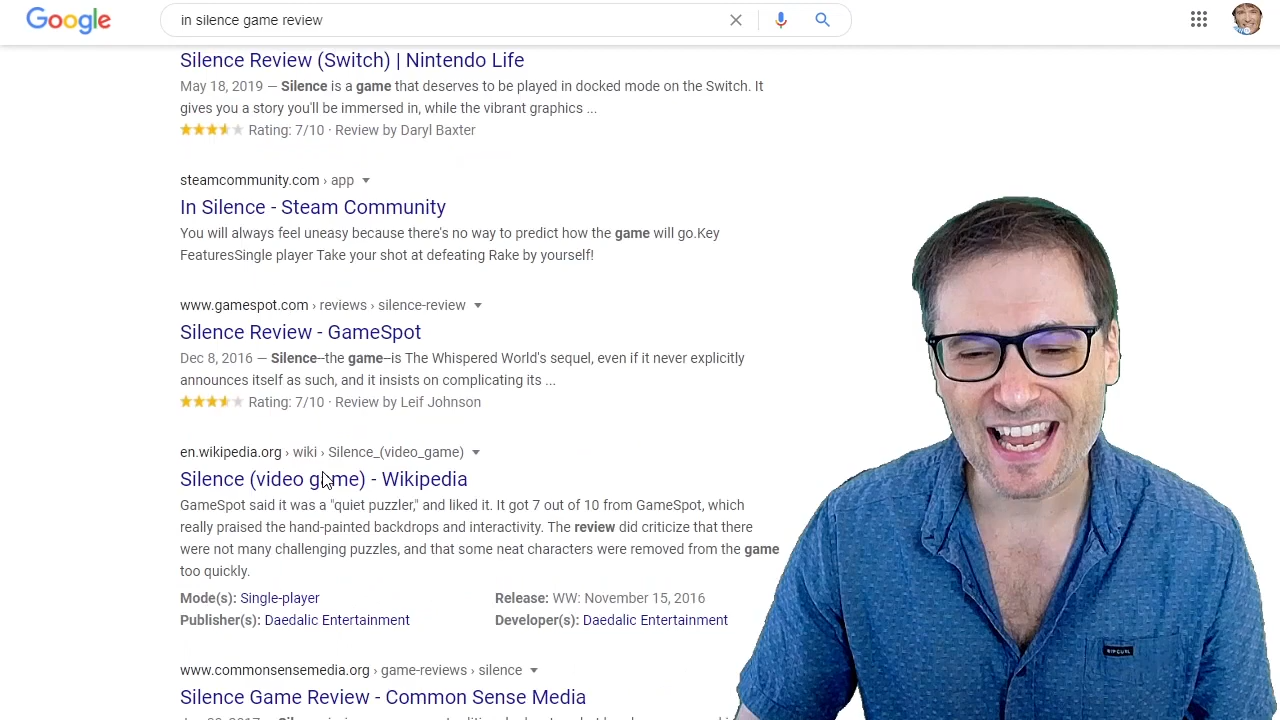 Google
in silence game review
Silence Review (Switch) | Nintendo Life
May 18, 2019 — Silence is a game that deserves to be played in docked mode on the Switch. It
gives you a story you'll be immersed in, while the vibrant graphics ...
Rating: 7/10 · Review by Daryl Baxter
steamcommunity.com › app
In Silence - Steam Community
You will always feel uneasy because there's no way to predict how the game will go.Key
FeaturesSingle player Take your shot at defeating Rake by yourself!
www.gamespot.com › reviews › silence-review
Silence Review - GameSpot
Dec 8, 2016 — Silence--the game--is The Whispered World's sequel, even if it never explicitly
announces itself as such, and it insists on complicating its ...
Rating: 7/10 · Review by Leif Johnson
en.wikipedia.org › wiki › Silence_(video_game)
Silence (video game) - Wikipedia
GameSpot said it was a "quiet puzzler," and liked it. It got 7 out of 10 from GameSpot, which
really praised the hand-painted backdrops and interactivity. The review did criticize that there
were not many challenging puzzles, and that some neat characters were removed from the game
too quickly.
Mode(s): Single-player Release: WW: November 15, 2016
Publisher(s): Daedalic Entertainment Developer(s): Daedalic Entertainment
www.commonsensemedia.org › game-reviews › silence
Silence Game Review - Common Sense Media
RIP CURL